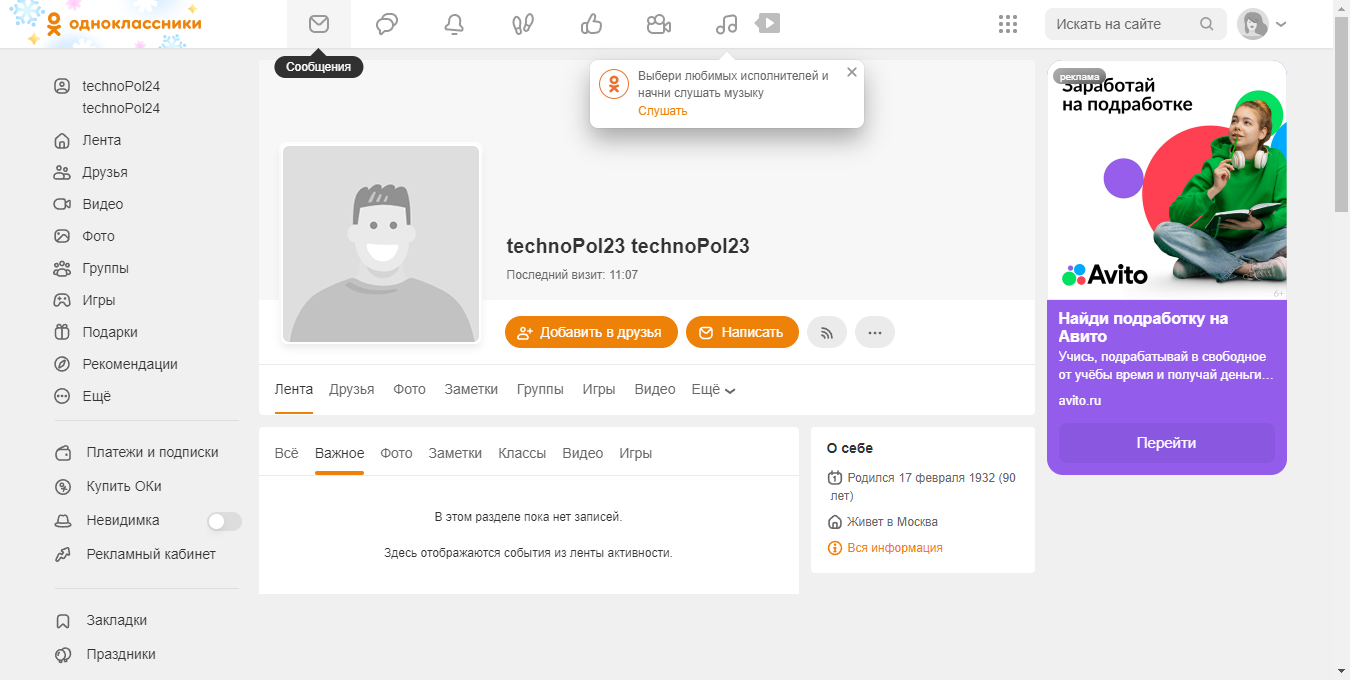 одноклассники
Искать на сайте
Сообщения
Выбери любимых исполнителей и
начни слушать музыку
Слушать
technoPol24
technoPol24
Лента
Друзья
Видео
Фото
Группы
Игры
Подарки
Рекомендации
Ещё
Платежи и подписки
Купить ОКи
Невидимка
Рекламный кабинет
Закладки
Праздники
technoPol23 technoPol23
Последний визит: 11:07
Добавить в друзья
Написать
Лента Друзья Фото Заметки Группы Игры Видео Ещё
Всё Важное Фото Заметки Классы Видео Игры
В этом разделе пока нет записей.
Здесь отображаются события из ленты активности.
О себе
Родился 17 февраля 1932 (90
лет)
Живет в Москва
Вся информация
реклама
Заработай
на подработке
Avito
6+
Найди подработку на
Авито
Учись, подрабатывай в свободное
от учёбы время и получай деньги...
avito.ru
Перейти